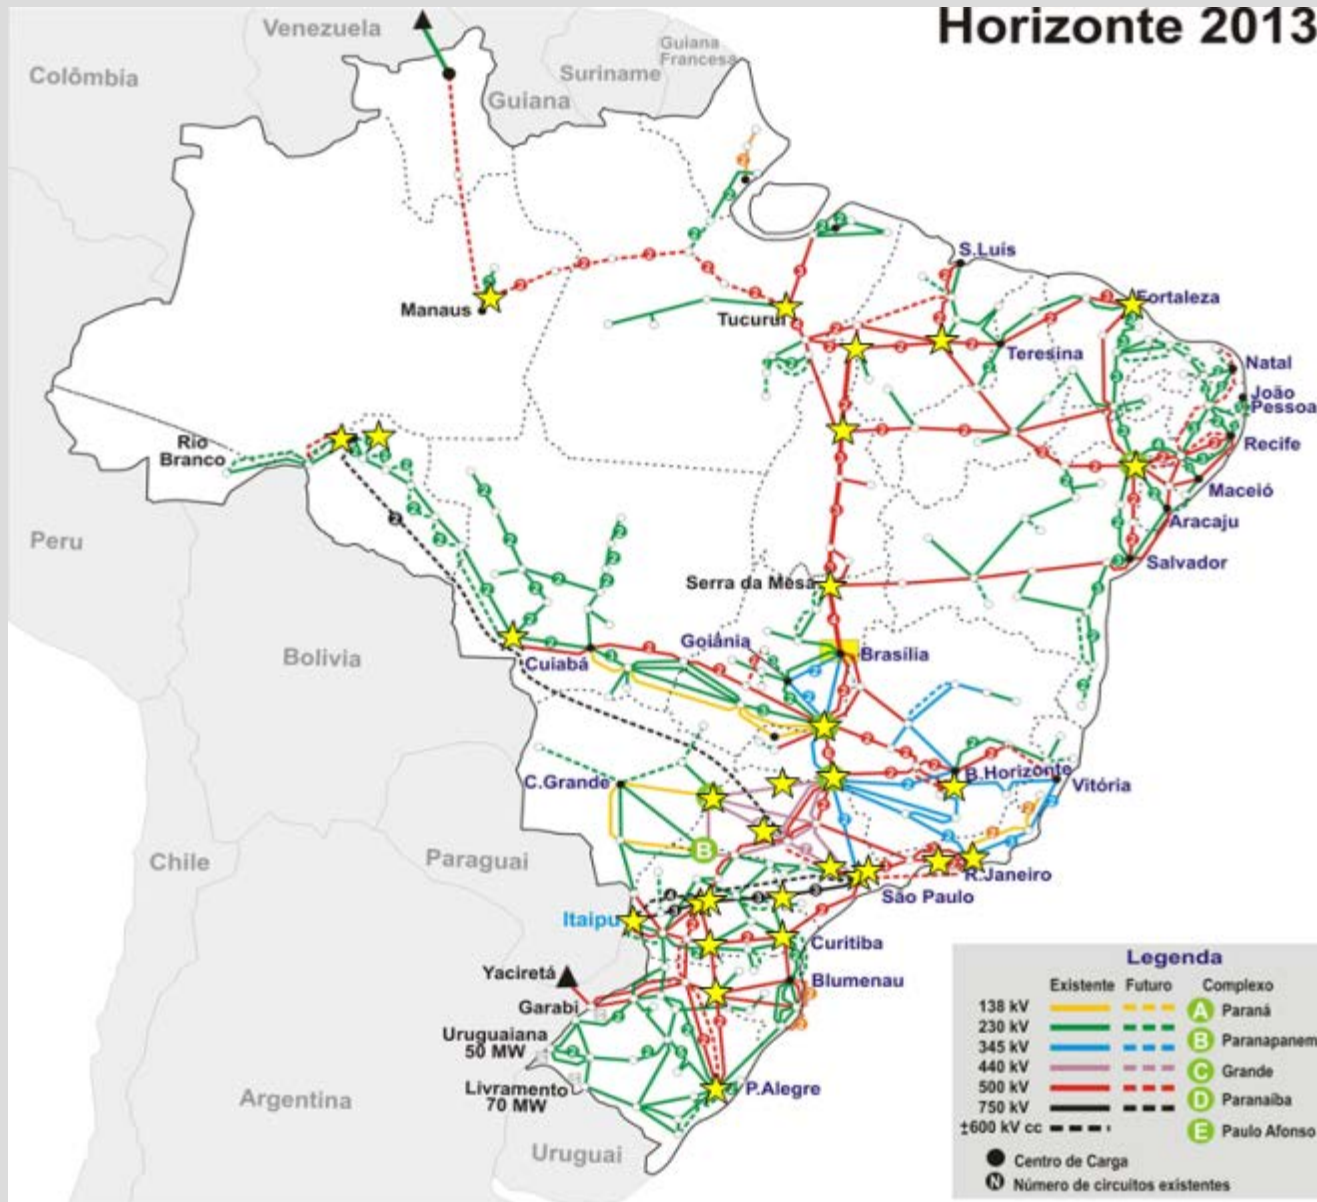 Horizonte 2013
Venezuela
Guiana
Francesa
Colômbia
Suriname
Guiana
S.Luís
Manaus
Tucuruí
Fortaleza
Teresina
Natal
João
Pessoa
Rio
Branco
Recife
Maceió
Aracaju
Peru
Salvador
Serra da Mesa
Goiânia
Brasília
Bolivia
Cuiabá
C.Grande
B.Horizonte
Vitória
Chile
Paraguai
B
R.Janeiro
São Paulo
Itaipu
Curitiba
Yaciretá
Blumenau
Garabi
Uruguaiana
50 MW
Livramento
70 MW
P.Alegre
Argentina
Uruguai
Legenda
Existente Futuro Complexo
138 kV A Paraná
230 kV
345 kV B Paranapanem
440 kV C Grande
500 kV D Paranaíba
750 kV
±600 kV cc E Paulo Afonso
Centro de Carga
N Número de circuitos existentes